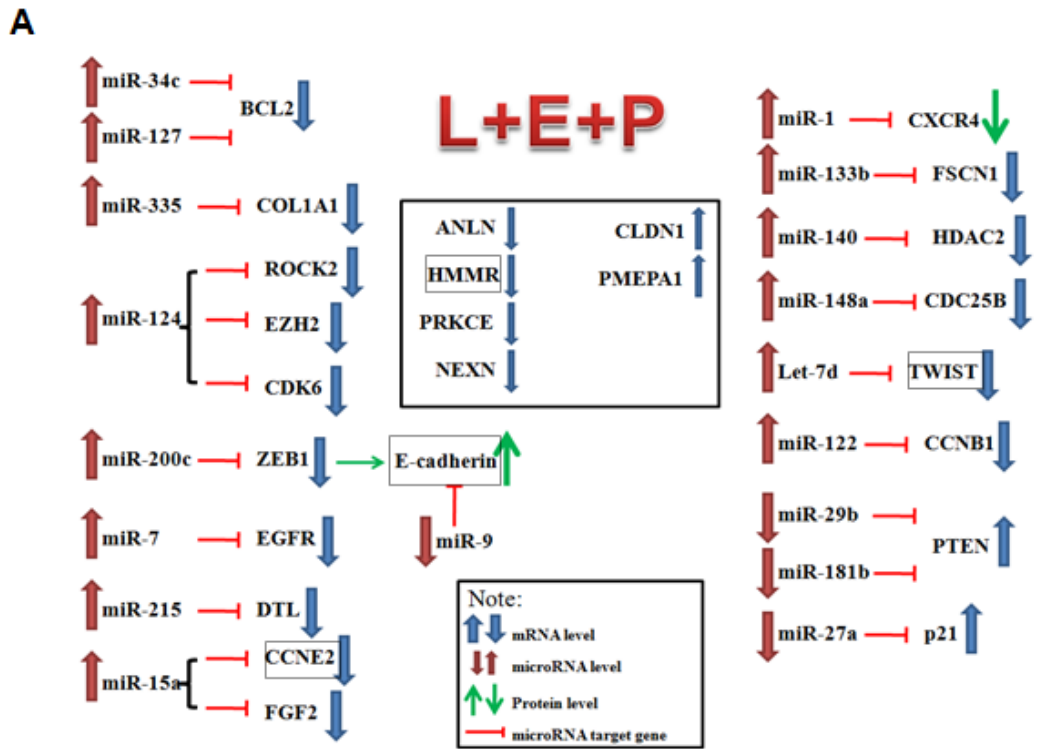 A
miR-34c
BCL2
miR-127
miR-335
COL1A1
ROCK2
miR-124
EZH2
CDK6
miR-200c
ZEB1
E-cadherin
miR-9
miR-7
EGFR
miR-215
DTL
CCNE2
miR-15a
FGF2
L+E+P
ANLN
CLDN1
HMMR
PMEPA1
PRKCE
NEXN
Note:
mRNA level
microRNA level
Protein level
microRNA target gene
miR-1
CXCR4
miR-133b
FSCN1
miR-140
HDAC2
miR-148a
CDC25B
Let-7d
TWIST
miR-122
CCNB1
miR-29b
PTEN
miR-181b
miR-27a
p21